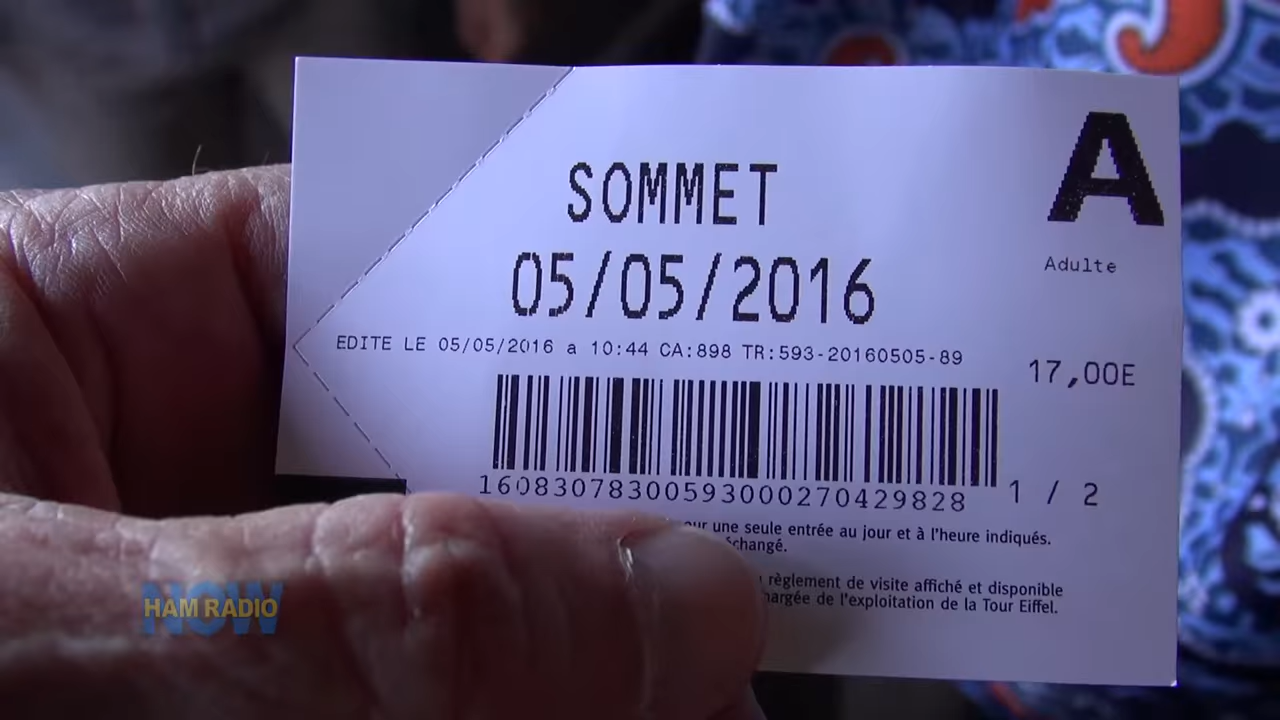 A
SOMMET
Adulte
05/05/2016
EDITE LE 05/05/2016 a 10:44 CA:898 TR:593-20160505-89
17,00E
16083078300593000270429828
1 / 2
une seule entrée au jour et à l'heure indiqués.
échangé.
règlement de visite affiché et disponible
de l'exploitation de la Tour Eiffel.
HAM RADIO
NOW